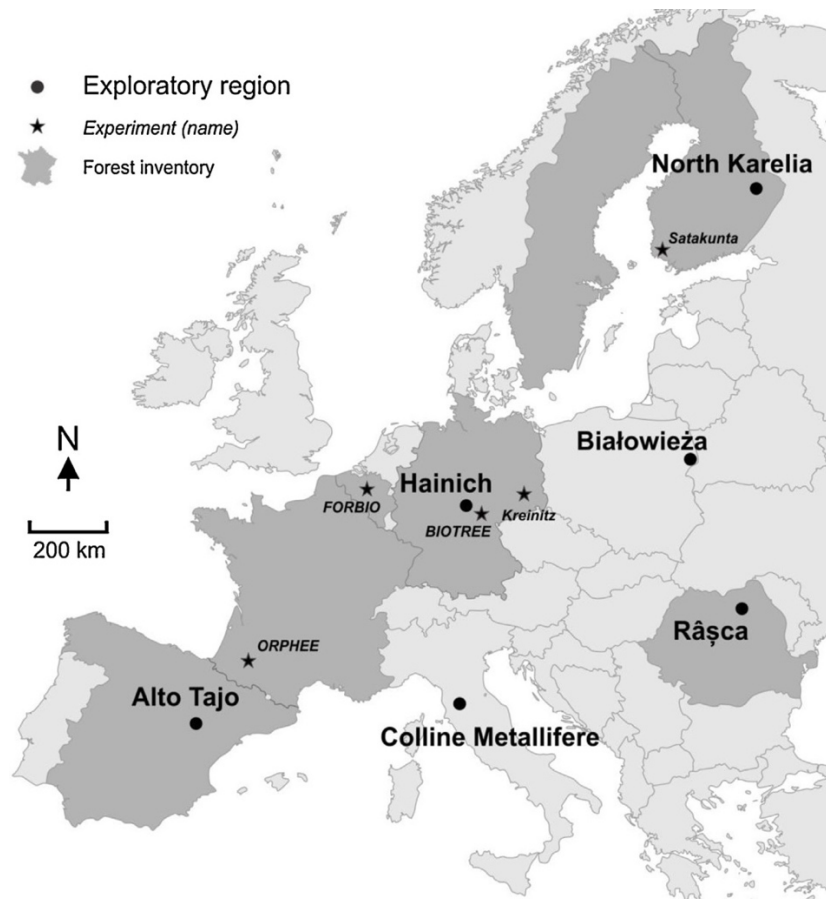 Exploratory region
Experiment (name)
Forest inventory
North Karelia
Satakunta
N
200 km
Białowieża
Hainich
FORBIO
BIOTREE
Kreinitz
Râșca
ORPHEE
Alto Tajo
Colline Metallifere